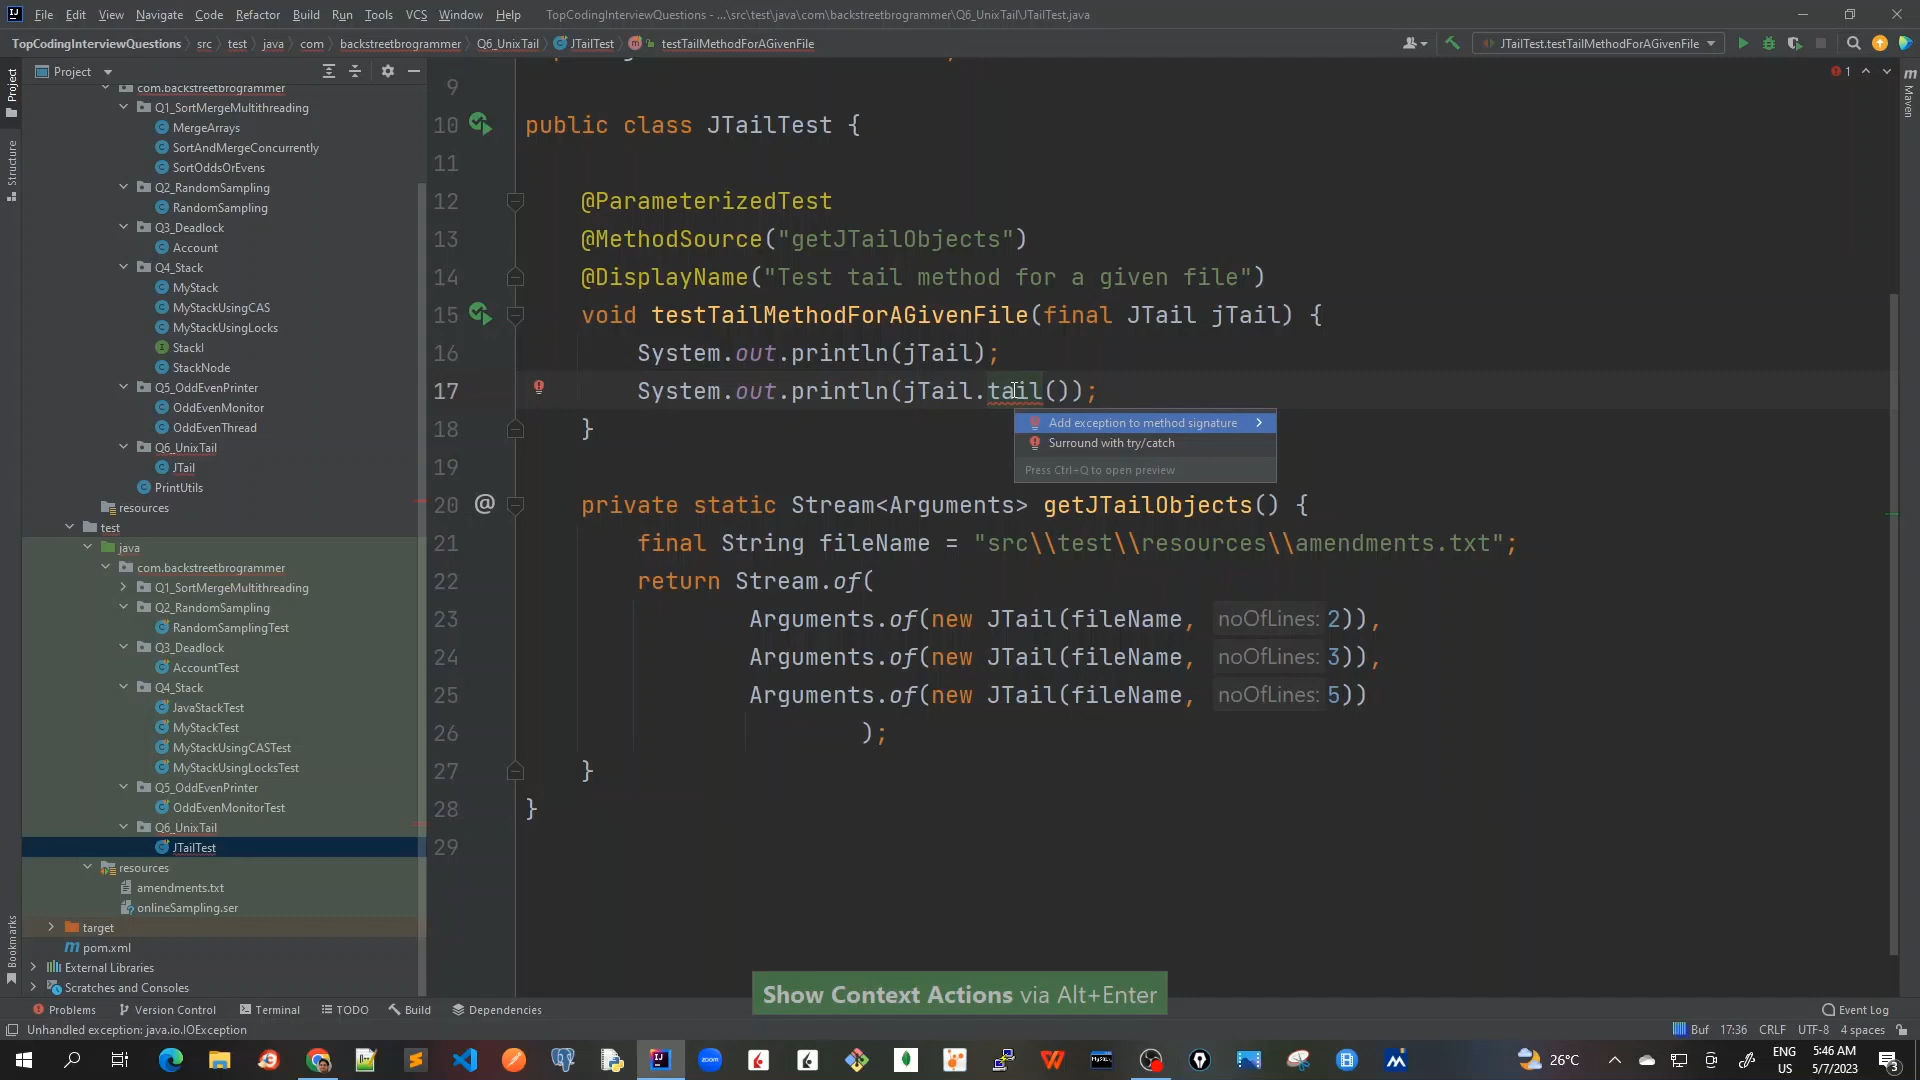 File Edit View Navigate Code Refactor Build Run Tools VCS Window Help TopCodingInterviewQuestions - ...\src\test\java\com\backstreetbrogrammer\Q6_UnixTail\JTailTest.java
TopCodingInterviewQuestions src test java com backstreetbrogrammer Q6_UnixTail JTailTest testTailMethodForAGivenFile JTailTest.testTailMethodForAGivenFile
Project
Project
Structure
Bookmarks
Maven
1
com.backstreetbrogrammer
Q1_SortMergeMultithreading
MergeArrays
SortAndMergeConcurrently
SortOddsOrEvens
Q2_RandomSampling
RandomSampling
Q3_Deadlock
Account
Q4_Stack
MyStack
MyStackUsingCAS
MyStackUsingLocks
StackI
StackNode
Q5_OddEvenPrinter
OddEvenMonitor
OddEvenThread
Q6_UnixTail
JTail
PrintUtils
resources
test
java
com.backstreetbrogrammer
Q1_SortMergeMultithreading
Q2_RandomSampling
RandomSamplingTest
Q3_Deadlock
AccountTest
Q4_Stack
JavaStackTest
MyStackTest
MyStackUsingCASTest
MyStackUsingLocksTest
Q5_OddEvenPrinter
OddEvenMonitorTest
Q6_UnixTail
JTailTest
resources
amendments.txt
onlineSampling.ser
target
pom.xml
External Libraries
Scratches and Consoles
9
10 public class JTailTest {
11
12 @ParameterizedTest
13 @MethodSource("getJTailObjects")
14 @DisplayName("Test tail method for a given file")
15 void testTailMethodForAGivenFile(final JTail jTail) {
16 System.out.println(jTail);
17 System.out.println(jTail.tail());
18 }
19
20 @ private static Stream<Arguments> getJTailObjects() {
21 final String fileName = "src\\test\\resources\\amendments.txt";
22 return Stream.of(
23 Arguments.of(new JTail(fileName, noOfLines: 2)),
24 Arguments.of(new JTail(fileName, noOfLines: 3)),
25 Arguments.of(new JTail(fileName, noOfLines: 5))
26 );
27 }
28 }
29
Add exception to method signature
Surround with try/catch
Press Ctrl+Q to open preview
Show Context Actions via Alt+Enter
Problems Version Control Terminal TODO Build Dependencies Event Log
Unhandled exception: java.io.IOException Buf 17:36 CRLF UTF-8 4 spaces
zoom 26°C ENG US 5:46 AM 5/7/2023 3